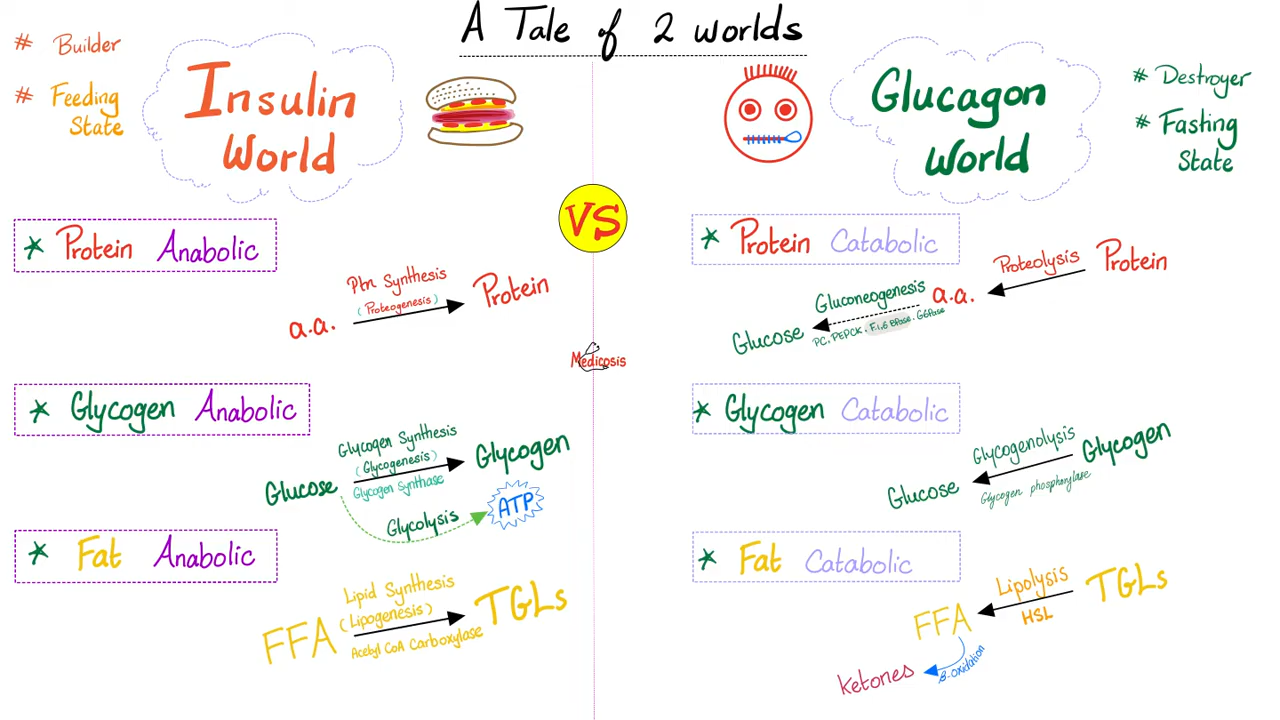 A Tale of 2 worlds
# Builder
# Feeding
State
Insulin
World
Glucagon
World
# Destroyer
# Fasting
State
VS
* Protein Anabolic
Ptn Synthesis
(Proteogenesis)
a.a.
Protein
* Glycogen Anabolic
Glycogen Synthesis
(Glycogenesis)
Glycogen Synthase
Glucose
Glycogen
Glycolysis
ATP
* Fat Anabolic
Lipid Synthesis
(Lipogenesis)
Acetyl CoA Carboxylase
FFA
TGLs
Medicosis
* Protein Catabolic
Proteolysis
Protein
a.a.
Gluconeogenesis
PC, PEPCK, F.1,6 BPase, G6Pase
Glucose
* Glycogen Catabolic
Glycogenolysis
Glycogen
Glycogen phosphorylase
Glucose
* Fat Catabolic
Lipolysis
TGLs
HSL
FFA
β-oxidation
Ketones